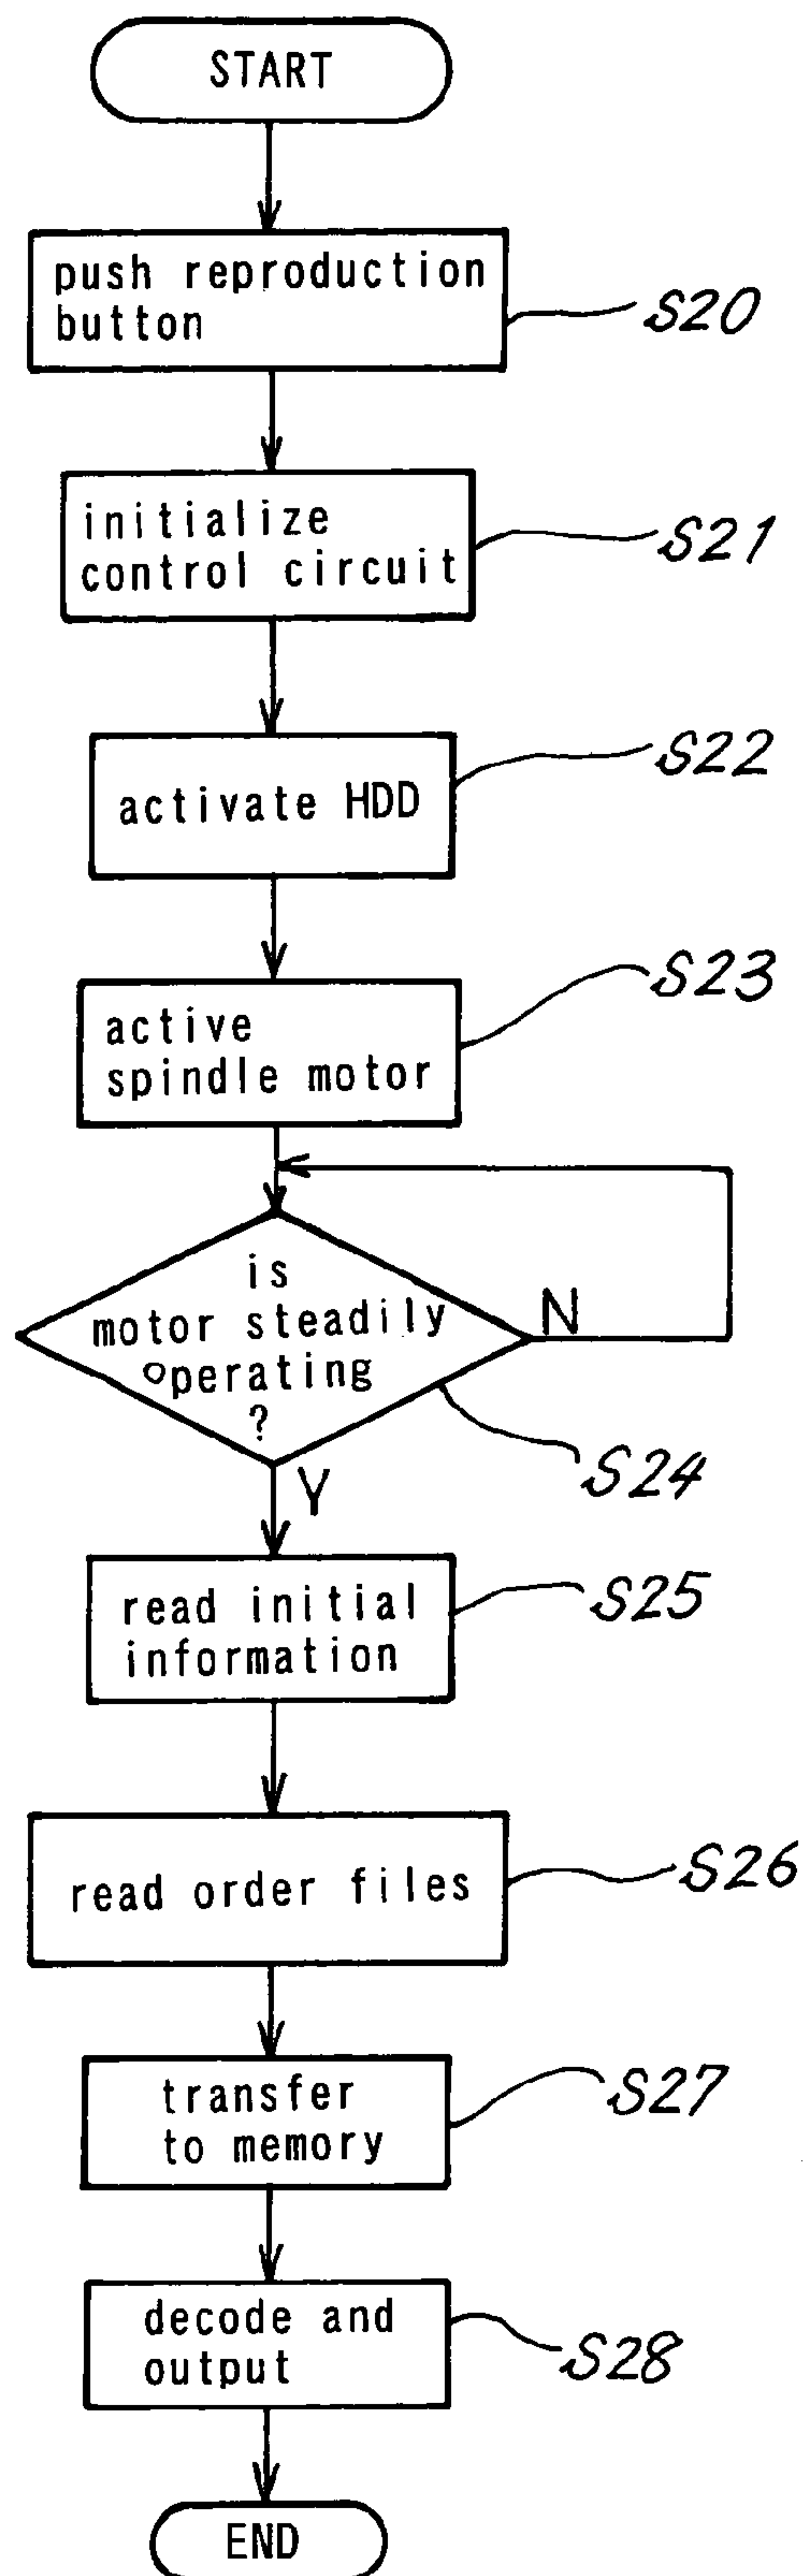 START
push reproduction
button
S20
initialize
control circuit
S21
activate HDD
S22
active
spindle motor
S23
is
motor steadily
operating
?
N
S24
Y
read initial
information
S25
read order files
S26
transfer
to memory
S27
decode and
output
S28
END